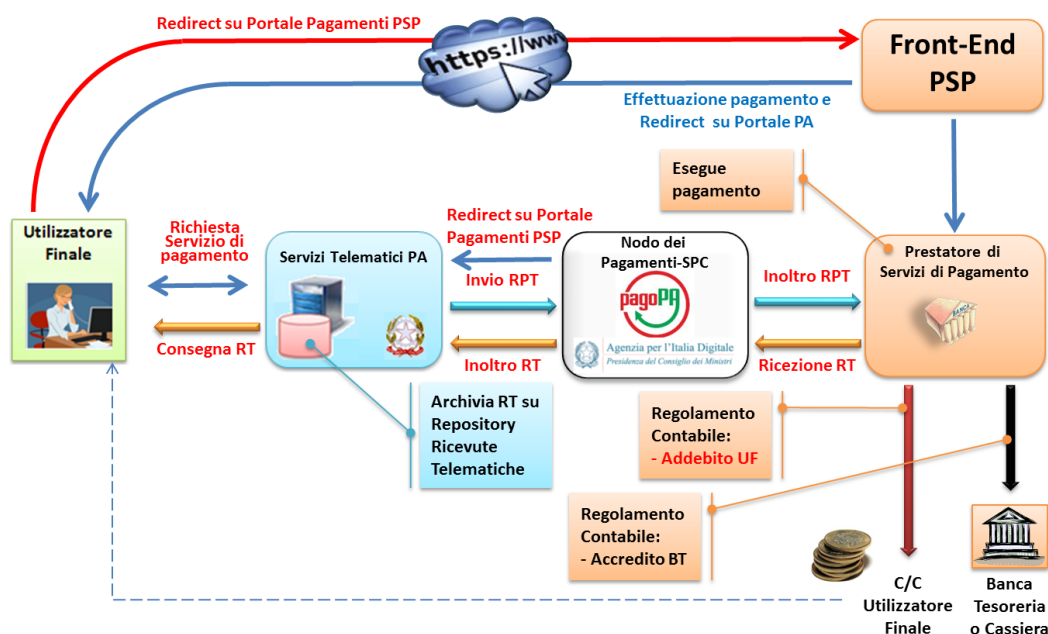 Redirect su Portale Pagamenti PSP
https://www
Front-End
PSP
Effettuazione pagamento e
Redirect su Portale PA
Esegue
pagamento
Utilizzatore
Finale
Richiesta
Servizio di
pagamento
Servizi Telematici PA
Redirect su Portale
Pagamenti PSP
Nodo dei
Pagamenti-SPC
Prestatore di
Servizi di Pagamento
Invio RPT
pagoPA
Inoltro RPT
BANCA
Consegna RT
Inoltro RT
Agenzia per l'Italia Digitale
Presidenza del Consiglio dei Ministri
Ricezione RT
Archivia RT su
Repository
Ricevute
Telematiche
Regolamento
Contabile:
- Addebito UF
Regolamento
Contabile:
- Accredito BT
C/C
Utilizzatore
Finale
Banca
Tesoreria
o Cassiera